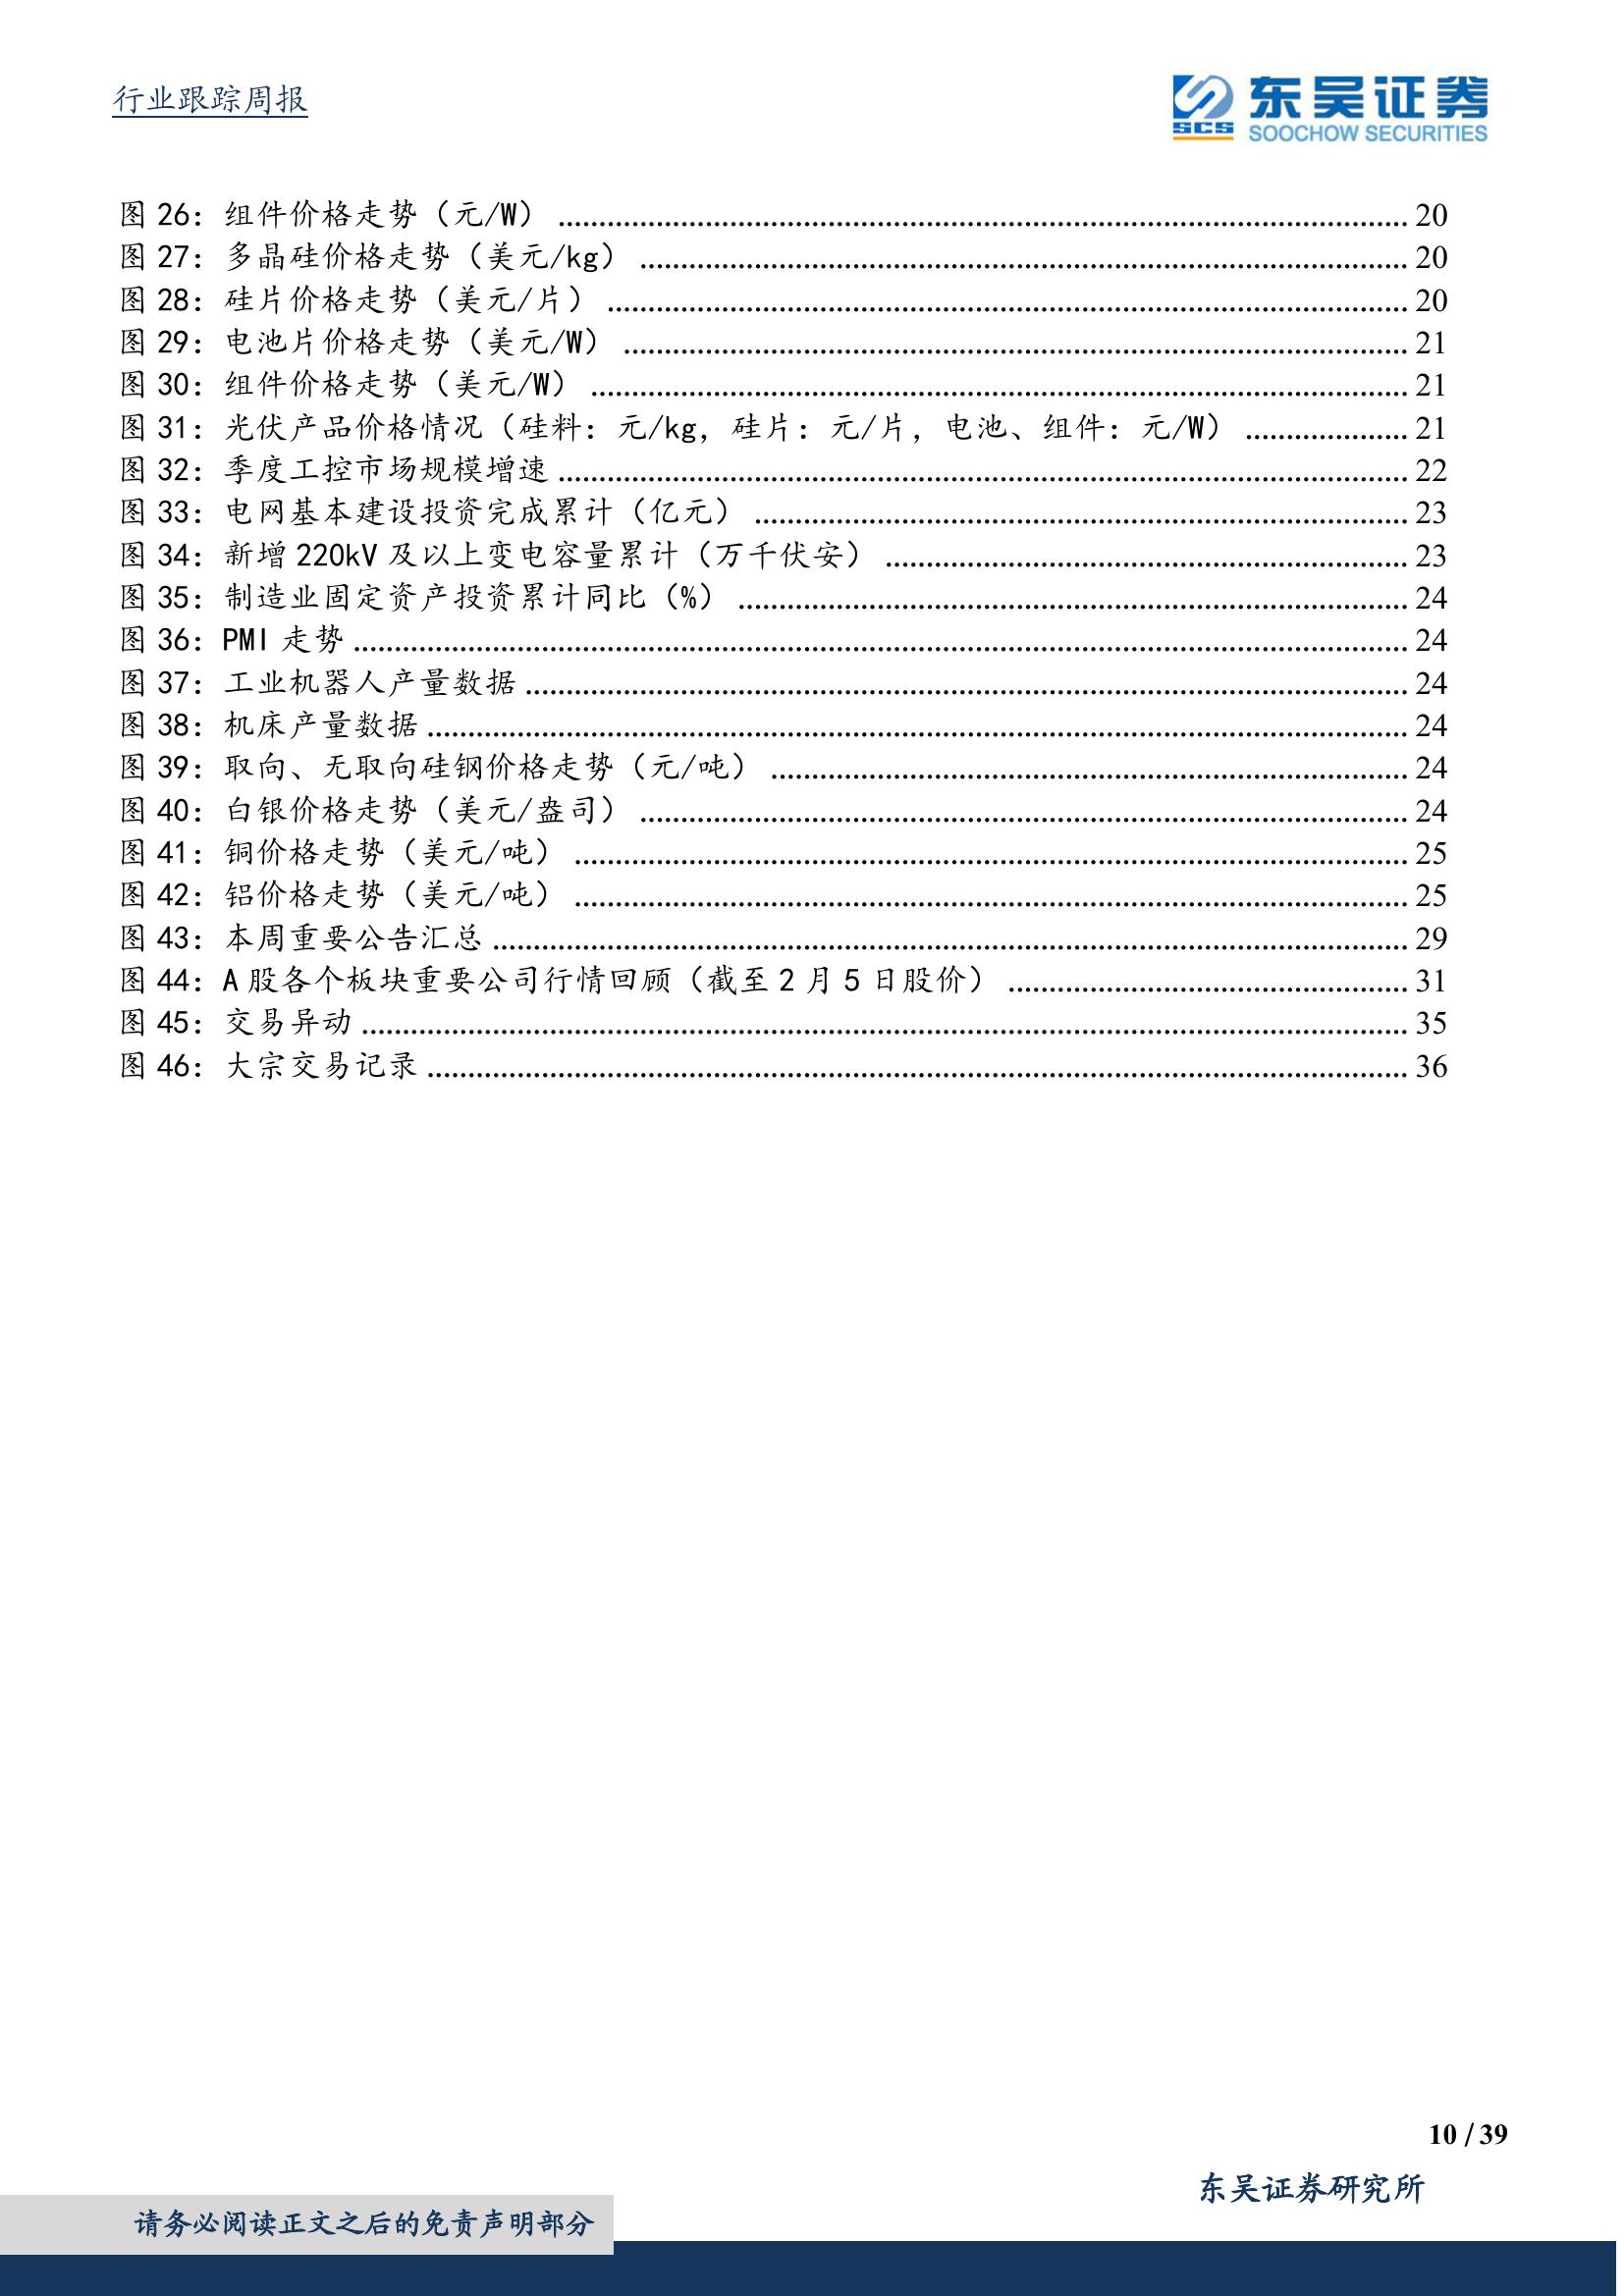 行业跟踪周报
SCS 东吴证券
SOOCHOW SECURITIES
图 26：组件价格走势（元/W） ........ 20
图 27：多晶硅价格走势（美元/kg） ........ 20
图 28：硅片价格走势（美元/片） ........ 20
图 29：电池片价格走势（美元/W） ........ 21
图 30：组件价格走势（美元/W） ........ 21
图 31：光伏产品价格情况（硅料：元/kg，硅片：元/片，电池、组件：元/W） ........ 21
图 32：季度工控市场规模增速 ........ 22
图 33：电网基本建设投资完成累计（亿元） ........ 23
图 34：新增 220kV 及以上变电容量累计（万千伏安） ........ 23
图 35：制造业固定资产投资累计同比（%） ........ 24
图 36：PMI 走势 ........ 24
图 37：工业机器人产量数据 ........ 24
图 38：机床产量数据 ........ 24
图 39：取向、无取向硅钢价格走势（元/吨） ........ 24
图 40：白银价格走势（美元/盎司） ........ 24
图 41：铜价格走势（美元/吨） ........ 25
图 42：铝价格走势（美元/吨） ........ 25
图 43：本周重要公告汇总 ........ 29
图 44：A 股各个板块重要公司行情回顾（截至 2 月 5 日股价） ........ 31
图 45：交易异动 ........ 35
图 46：大宗交易记录 ........ 36
10 / 39
东吴证券研究所
请务必阅读正文之后的免责声明部分